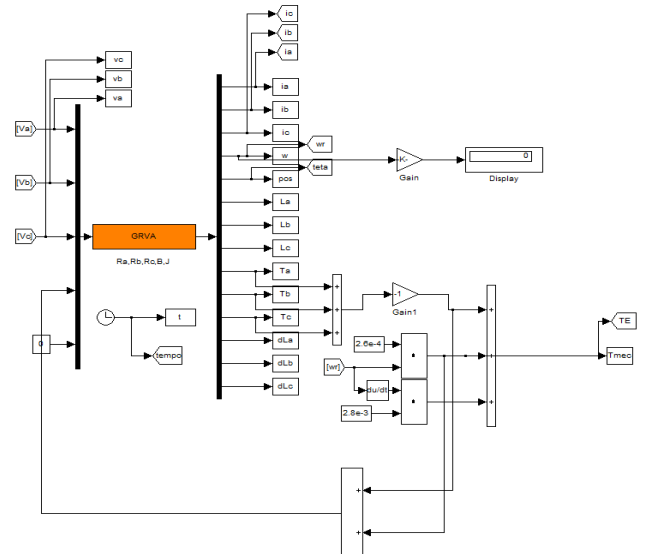 ic
ib
ia
vc
vb
va
[Va]
[Vb]
[Vc]
ia
ib
ic
w
pos
La
Lb
Lc
Ta
Tb
Tc
dLa
dLb
dLc
wr
teta
-K-
Gain
0
Display
GRVA
Ra,Rb,Rc,B,J
t
tempo
0
+
+
+
-1
Gain1
2.6e-4
[wr]
du/dt
2.8e-3
+
+
+
TE
Tmec
+
+